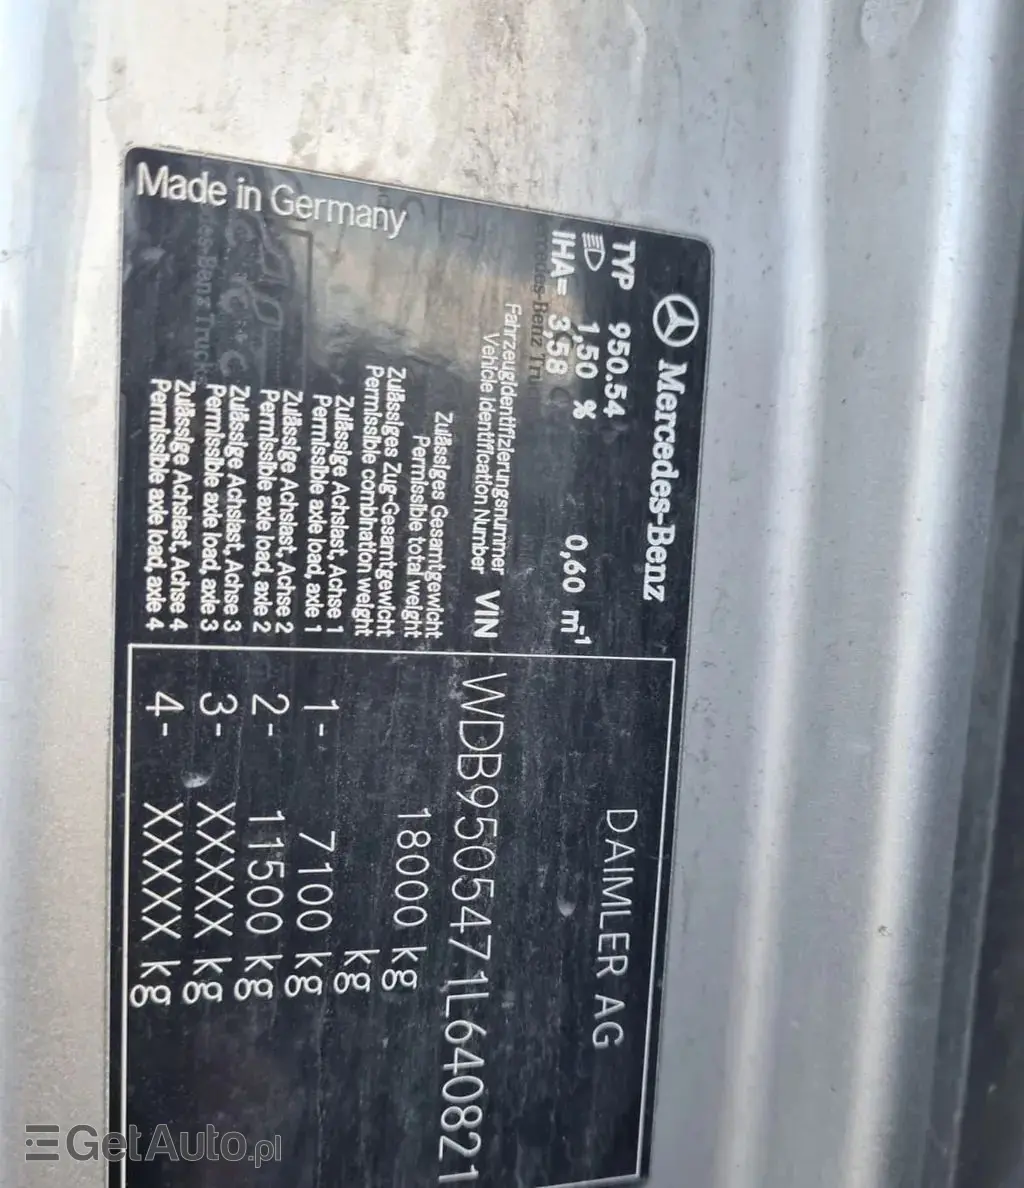 Mercedes-Benz
TYP 950.54
1,50 % 0,60 m⁻¹
IHA= 3,58
DAIMLER AG
Fahrzeugidentifizierungsnummer
Vehicle Identification Number VIN WDB9505471L640821
Zulässiges Gesamtgewicht
Permissible total weight 18000 kg
Zulässiges Zug-Gesamtgewicht
Permissible combination weight kg
Zulässige Achslast, Achse 1
Permissible axle load, axle 1 1- 7100 kg
Zulässige Achslast, Achse 2
Permissible axle load, axle 2 2- 11500 kg
Zulässige Achslast, Achse 3
Permissible axle load, axle 3 3- XXXXX kg
Zulässige Achslast, Achse 4
Permissible axle load, axle 4 4- XXXXX kg
Made in Germany
GetAuto.pl